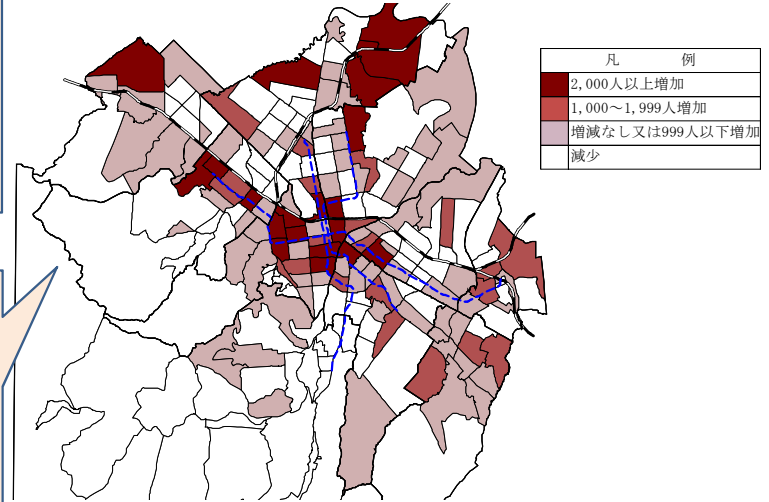 凡 例
2,000人以上増加
1,000～1,999人増加
増減なし又は999人以下増加
減少